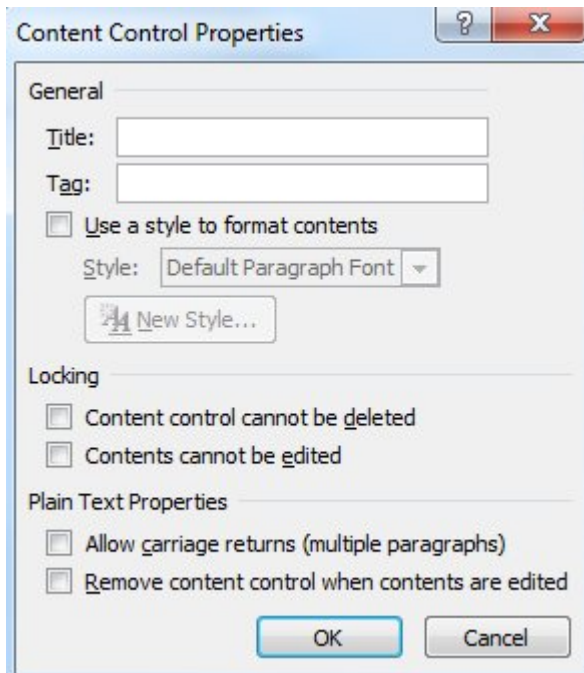 Content Control Properties
General
Title:
Tag:
Use a style to format contents
Style: Default Paragraph Font
New Style...
Locking
Content control cannot be deleted
Contents cannot be edited
Plain Text Properties
Allow carriage returns (multiple paragraphs)
Remove content control when contents are edited
OK Cancel